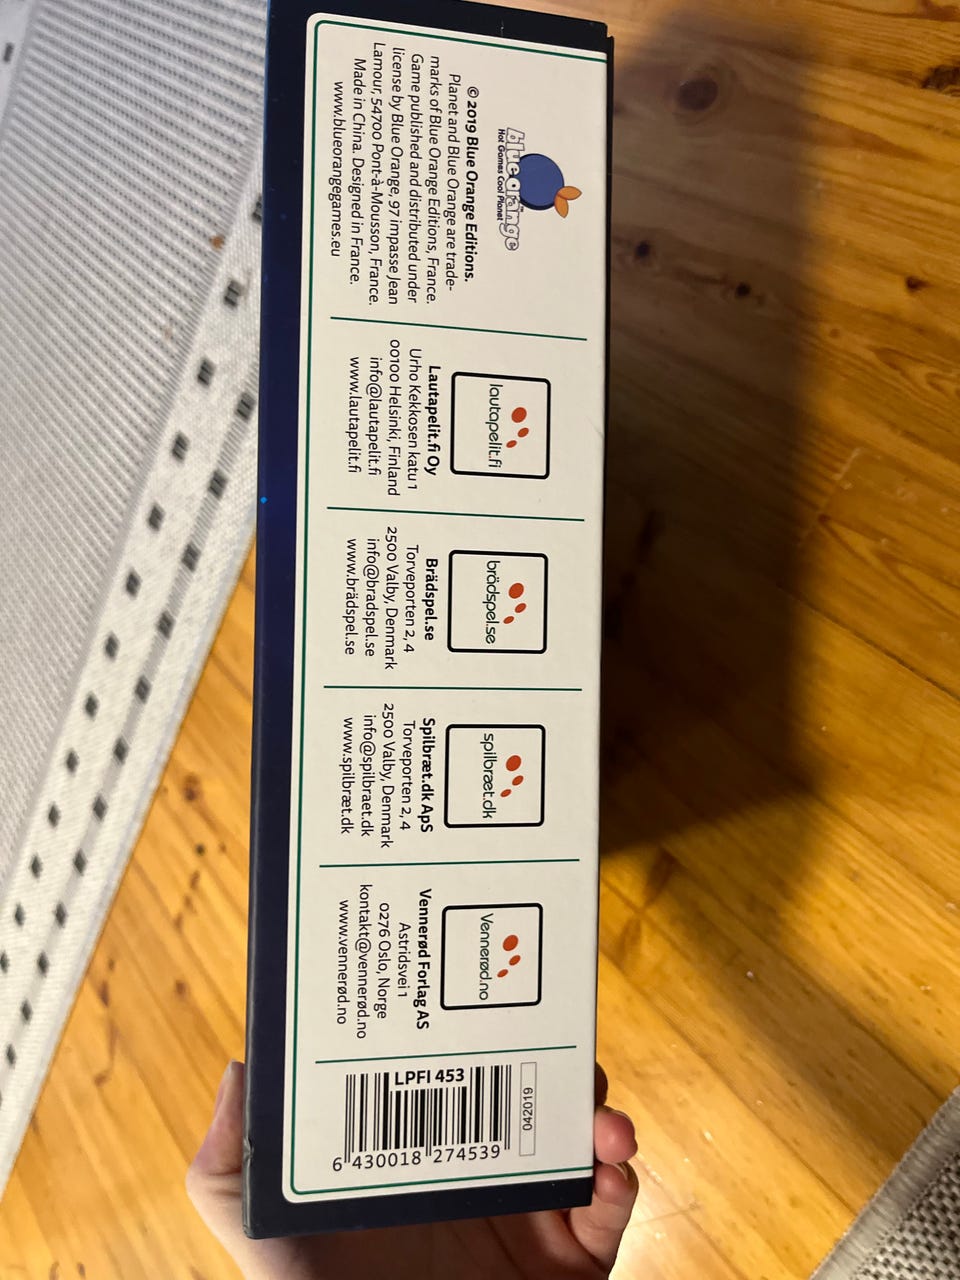 blue orange
Hot Games Cool Planet
© 2019 Blue Orange Editions.
Planet and Blue Orange are trade-
marks of Blue Orange Editions, France.
Game published and distributed under
license by Blue Orange, 97 impasse Jean
Lamour, 54700 Pont-à-Mousson, France.
Made in China. Designed in France.
www.blueorangegames.eu
lautapelit.fi
Lautapelit.fi Oy
Urho Kekkosen katu 1
00100 Helsinki, Finland
info@lautapelit.fi
www.lautapelit.fi
brädspel.se
Brädspel.se
Torveporten 2, 4
2500 Valby, Denmark
info@bradspel.se
www.brädspel.se
spilbræt.dk
Spilbræt.dk ApS
Torveporten 2, 4
2500 Valby, Denmark
info@spilbraet.dk
www.spilbræt.dk
Vennerød.no
Vennerød Forlag AS
Astridsvei 1
0276 Oslo, Norge
kontakt@vennerød.no
www.vennerød.no
042019
LPFI 453
6 430018 274539